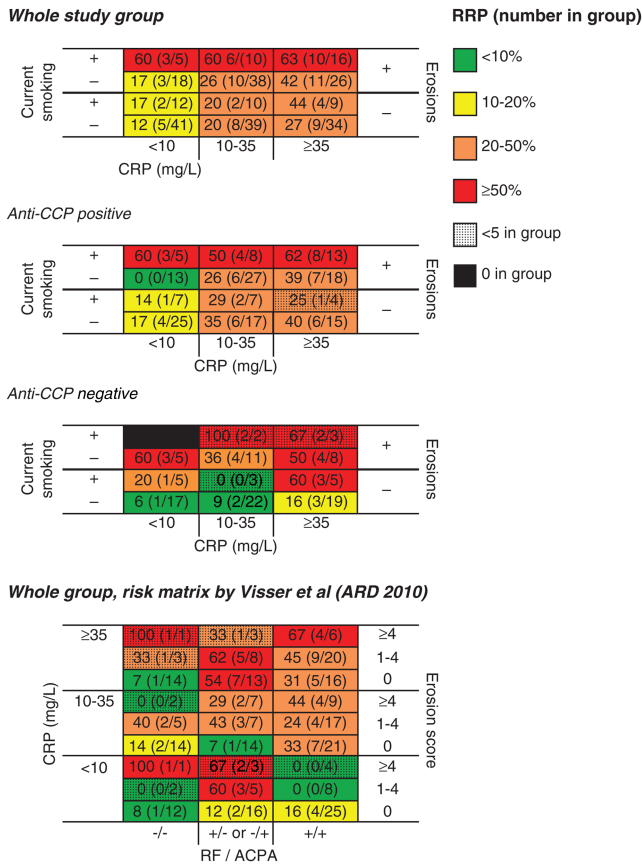 Whole study group
RRP (number in group)
+ 60 (3/5) 60 6/(10) 63 (10/16) +
– 17 (3/18) 26 (10/38) 42 (11/26)
+ 17 (2/12) 20 (2/10) 44 (4/9) –
– 12 (5/41) 20 (8/39) 27 (9/34)
Current smoking
Erosions
<10 10-35 ≥35
CRP (mg/L)
<10%
10-20%
20-50%
≥50%
<5 in group
0 in group
Anti-CCP positive
+ 60 (3/5) 50 (4/8) 62 (8/13) +
– 0 (0/13) 26 (6/27) 39 (7/18)
+ 14 (1/7) 29 (2/7) 25 (1/4) –
– 17 (4/25) 35 (6/17) 40 (6/15)
Current smoking
Erosions
<10 10-35 ≥35
CRP (mg/L)
Anti-CCP negative
+ 100 (2/2) 67 (2/3) +
– 60 (3/5) 36 (4/11) 50 (4/8)
+ 20 (1/5) 0 (0/3) 60 (3/5) –
– 6 (1/17) 9 (2/22) 16 (3/19)
Current smoking
Erosions
<10 10-35 ≥35
CRP (mg/L)
Whole group, risk matrix by Visser et al (ARD 2010)
≥35 100 (1/1) 33 (1/3) 67 (4/6) ≥4
33 (1/3) 62 (5/8) 45 (9/20) 1-4
7 (1/14) 54 (7/13) 31 (5/16) 0
10-35 0 (0/2) 29 (2/7) 44 (4/9) ≥4
40 (2/5) 43 (3/7) 24 (4/17) 1-4
14 (2/14) 7 (1/14) 33 (7/21) 0
<10 100 (1/1) 67 (2/3) 0 (0/4) ≥4
0 (0/2) 60 (3/5) 0 (0/8) 1-4
8 (1/12) 12 (2/16) 16 (4/25) 0
CRP (mg/L)
Erosion score
-/- +/- or -/+ +/+
RF / ACPA